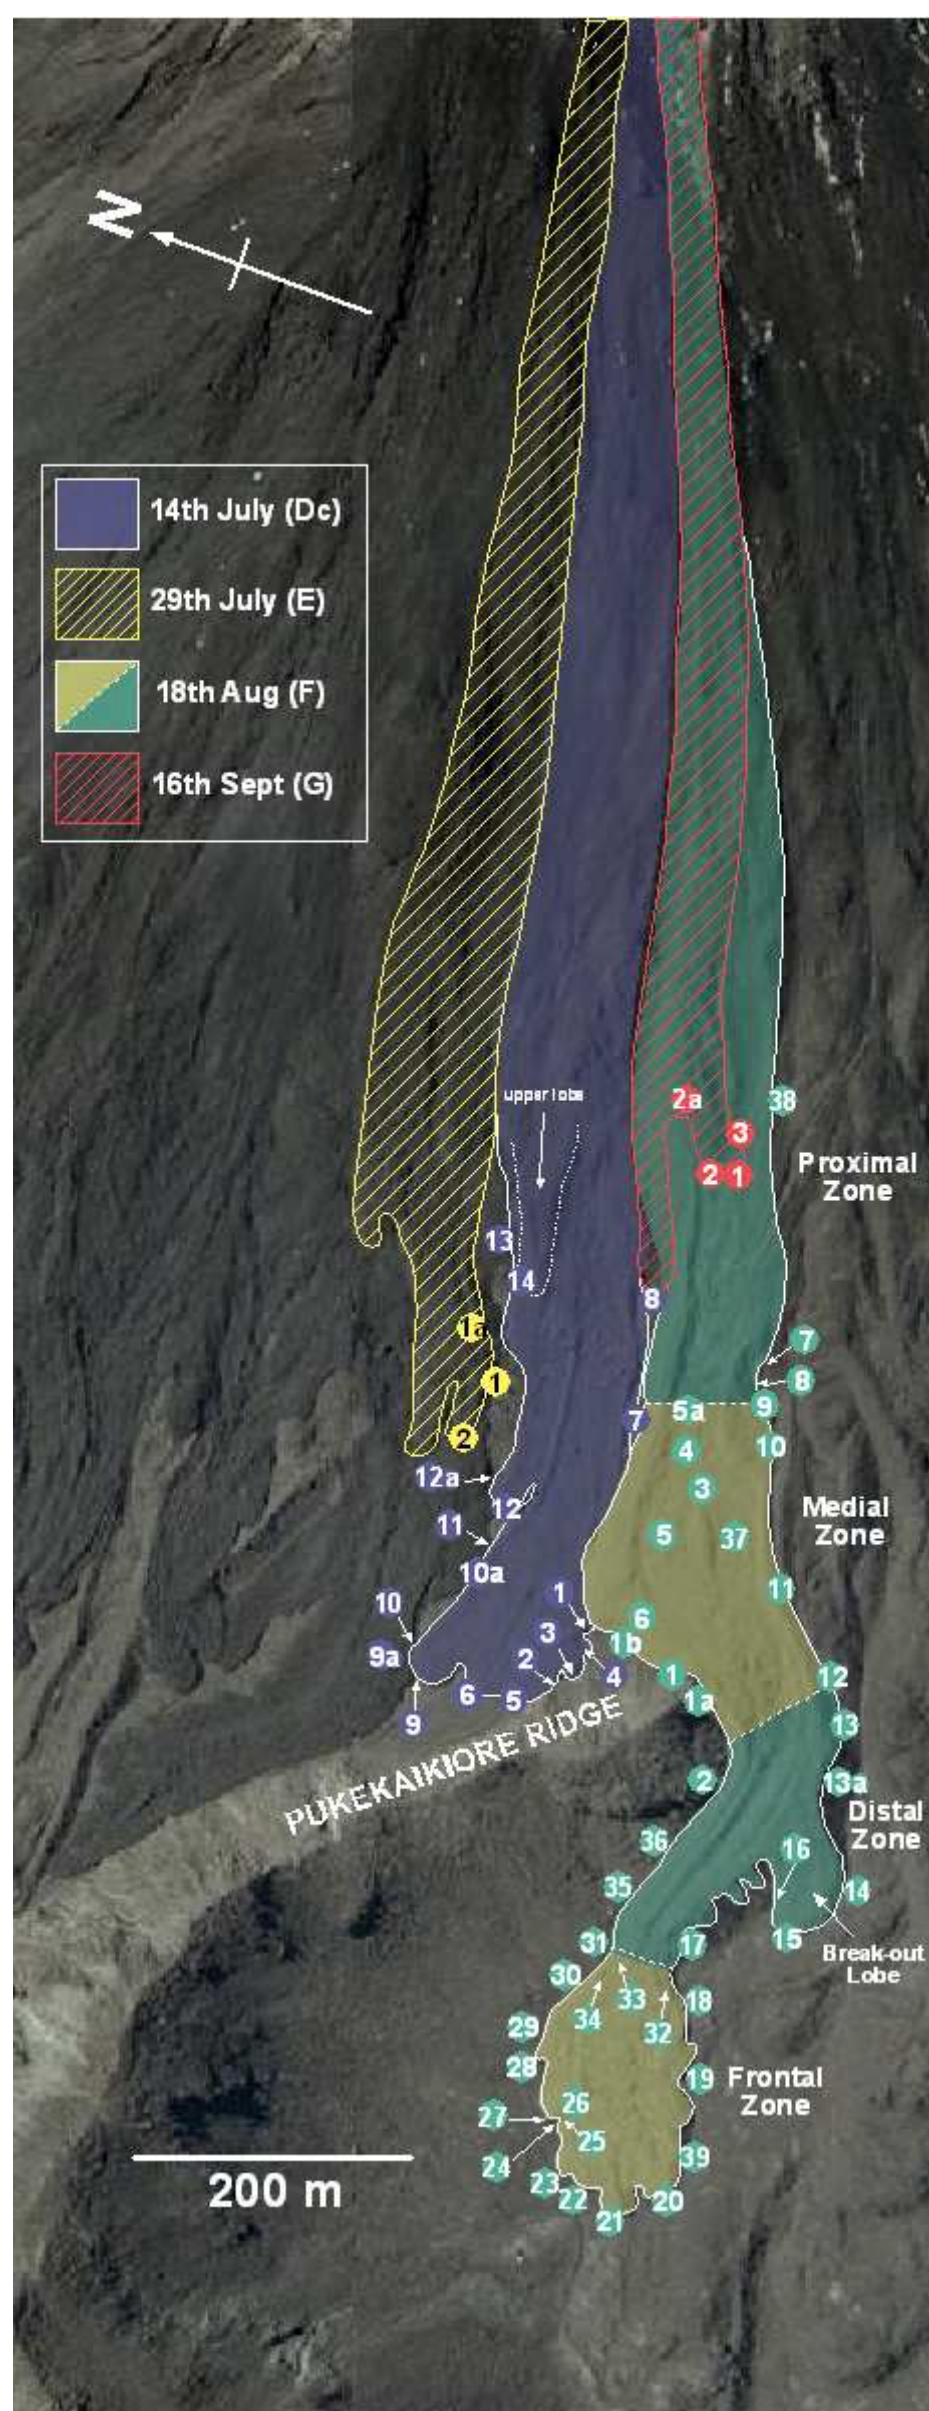 N
14th July (Dc)
29th July (E)
18th Aug (F)
16th Sept (G)
upper lobe
2a
38
3
2
1
Proximal
Zone
13
14
8
1a
7
8
1
5a
9
7
2
4
10
12a
3
12
Medial
Zone
11
5
37
10a
10
1
11
6
3
1b
9a
2
4
1
12
6
5
1a
9
13
PUKEKAIKIORE RIDGE
2
13a
Distal
Zone
36
16
35
14
31
17
15
Break-out
Lobe
30
33
18
34
29
32
28
19
Frontal
Zone
26
27
25
24
39
23
22
20
200 m
21